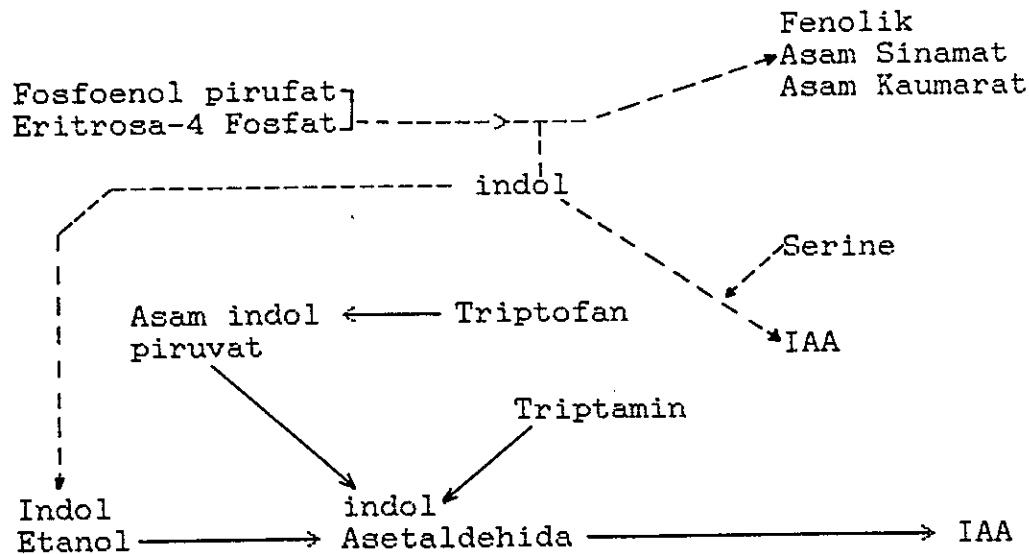 Fenolik
Asam Sinamat
Asam Kaumarat
Fosfoenol pirufat
Eritrosa-4 Fosfat
indol
Serine
Asam indol
piruvat
Triptofan
IAA
Triptamin
Indol
Etanol
indol
Asetaldehida
IAA